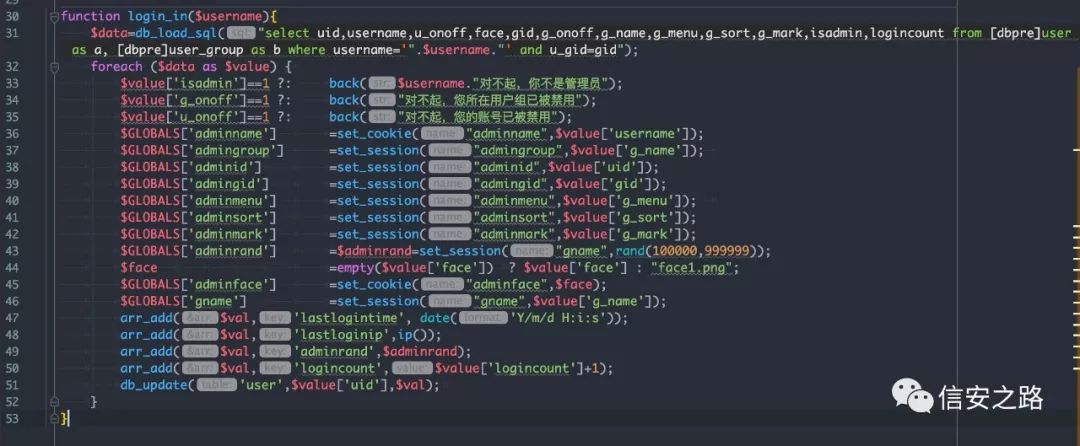 29
30 function login_in($username){
31 $data=db_load_sql( sql: "select uid,username,u_onoff,face,gid,g_onoff,g_name,g_menu,g_sort,g_mark,isadmin,logincount from [dbpre]user
as a, [dbpre]user_group as b where username='".$username."' and u_gid=gid");
32 foreach ($data as $value) {
33 $value['isadmin']==1 ?: back( str: $username."对不起，你不是管理员");
34 $value['g_onoff']==1 ?: back( str: "对不起，您所在用户组已被禁用");
35 $value['u_onoff']==1 ?: back( str: "对不起，您的账号已被禁用");
36 $GLOBALS['adminname'] =set_cookie( name: "adminname",$value['username']);
37 $GLOBALS['admingroup'] =set_session( name: "admingroup",$value['g_name']);
38 $GLOBALS['adminid'] =set_session( name: "adminid",$value['uid']);
39 $GLOBALS['admingid'] =set_session( name: "admingid",$value['gid']);
40 $GLOBALS['adminmenu'] =set_session( name: "adminmenu",$value['g_menu']);
41 $GLOBALS['adminsort'] =set_session( name: "adminsort",$value['g_sort']);
42 $GLOBALS['adminmark'] =set_session( name: "adminmark",$value['g_mark']);
43 $GLOBALS['adminrand'] =$adminrand=set_session( name: "gname",rand(100000,999999));
44 $face =empty($value['face']) ? $value['face'] : "face1.png";
45 $GLOBALS['adminface'] =set_cookie( name: "adminface",$face);
46 $GLOBALS['gname'] =set_session( name: "gname",$value['g_name']);
47 arr_add( &arr: $val, key: 'lastlogintime', date( format: 'Y/m/d H:i:s'));
48 arr_add( &arr: $val, key: 'lastloginip',ip());
49 arr_add( &arr: $val, key: 'adminrand',$adminrand);
50 arr_add( &arr: $val, key: 'logincount', value: $value['logincount']+1);
51 db_update( table: 'user',$value['uid'],$val);
52 }
53 }
信安之路